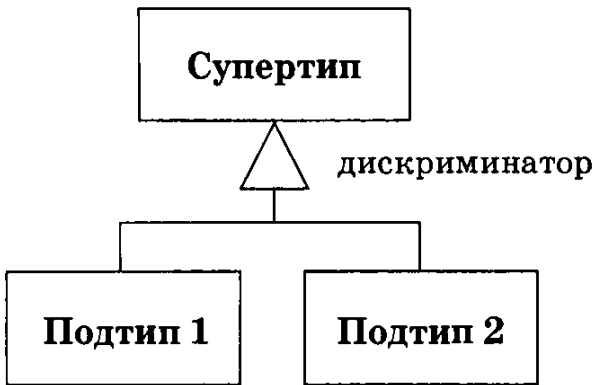 Супертип
дискриминатор
Подтип 1
Подтип 2